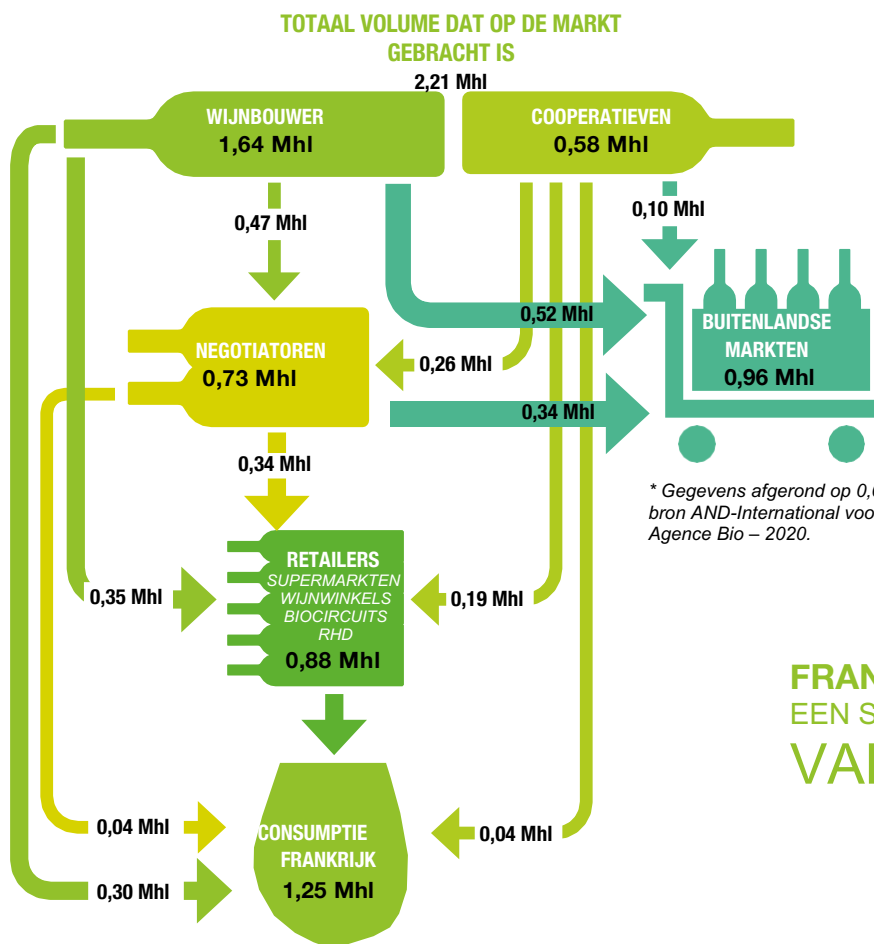 TOTAAL VOLUME DAT OP DE MARKT
GEBRACHT IS
2,21 Mhl
WIJNBOUWER
1,64 Mhl
COOPERATIEVEN
0,58 Mhl
0,47 Mhl
0,10 Mhl
0,52 Mhl
BUITENLANDSE
MARKTEN
0,96 Mhl
NEGOTIATOREN
0,73 Mhl
0,26 Mhl
0,34 Mhl
0,34 Mhl
* Gegevens afgerond op
bron AND-International
Agence Bio – 2020.
RETAILERS
SUPERMARKTEN
WIJNWINKELS
BIOCIRCUITS
RHD
0,88 Mhl
0,35 Mhl
0,19 Mhl
EEN
0,04 Mhl
CONSUMPTIE
FRANKRIJK
1,25 Mhl
0,04 Mhl
0,30 Mhl